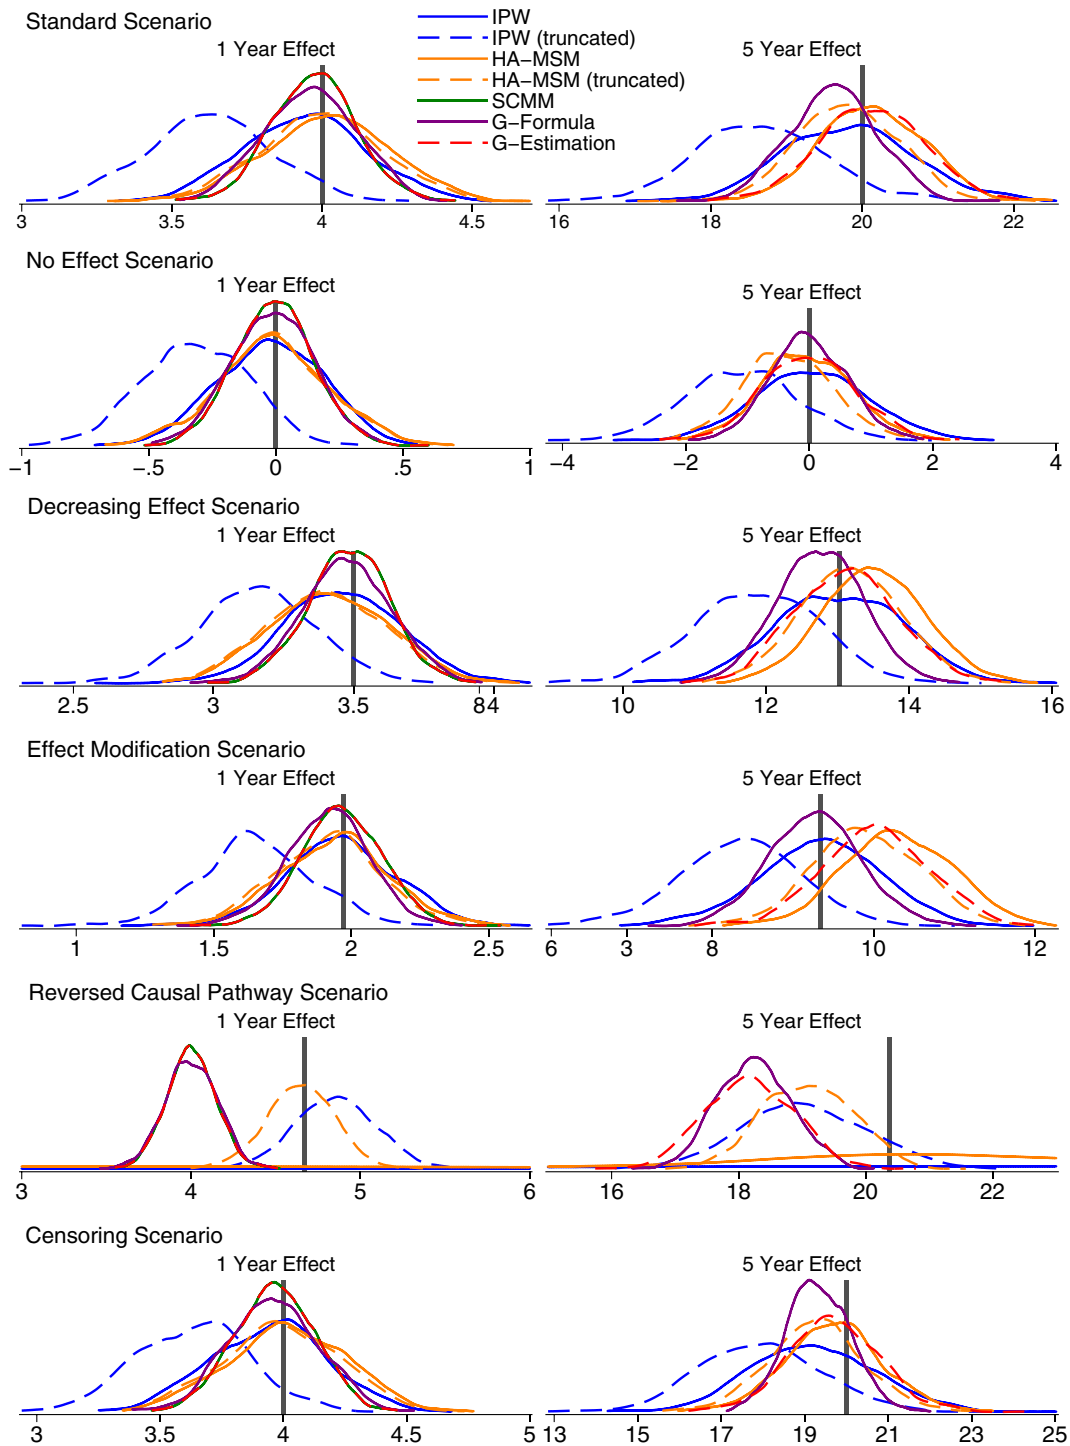 Standard Scenario
1 Year Effect
5 Year Effect
IPW
IPW (truncated)
HA−MSM
HA−MSM (truncated)
SCMM
G−Formula
G−Estimation
3 3.5 4 4.5
16 18 20 22
No Effect Scenario
1 Year Effect
5 Year Effect
−1 −.5 0 .5 1
−4 −2 0 2 4
Decreasing Effect Scenario
1 Year Effect
5 Year Effect
2.5 3 3.5 84
10 12 14 16
Effect Modification Scenario
1 Year Effect
5 Year Effect
1 1.5 2 2.5
6 3 8 10 12
Reversed Causal Pathway Scenario
1 Year Effect
5 Year Effect
3 4 5 6
16 18 20 22
Censoring Scenario
1 Year Effect
5 Year Effect
3 3.5 4 4.5 5
13 15 17 19 21 23 25